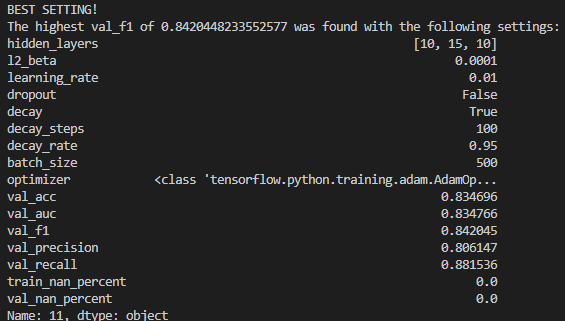 BEST SETTING!
The highest val_f1 of 0.8420448233552577 was found with the following settings:
hidden_layers [10, 15, 10]
l2_beta 0.0001
learning_rate 0.01
dropout False
decay True
decay_steps 100
decay_rate 0.95
batch_size 500
optimizer <class 'tensorflow.python.training.adam.AdamOp...
val_acc 0.834696
val_auc 0.834766
val_f1 0.842045
val_precision 0.806147
val_recall 0.881536
train_nan_percent 0.0
val_nan_percent 0.0
Name: 11, dtype: object